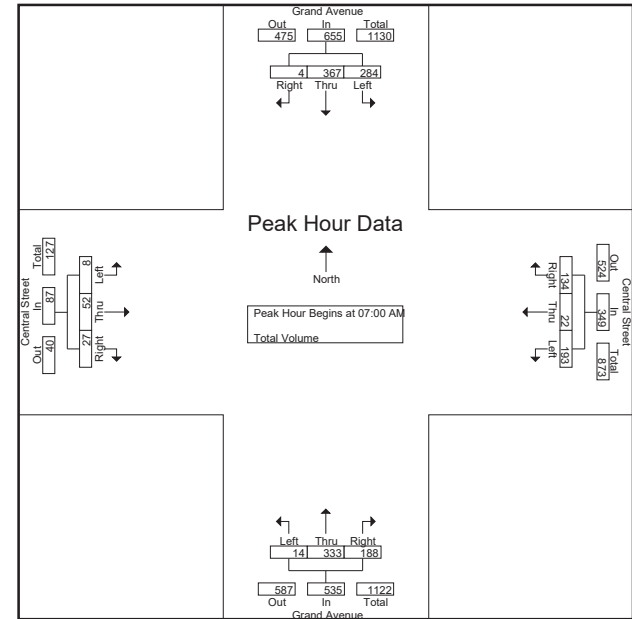 Grand Avenue
Out In Total
475 655 1130
4 367 284
Right Thru Left
Peak Hour Data
North
Peak Hour Begins at 07:00 AM
Total Volume
Central Street
Total In Out
127 87 40
8 52 27
Left Thru Right
Right Thru Left
134 22 193
Out In Total
524 349 873
Central Street
Left Thru Right
14 333 188
587 535 1122
Out In Total
Grand Avenue